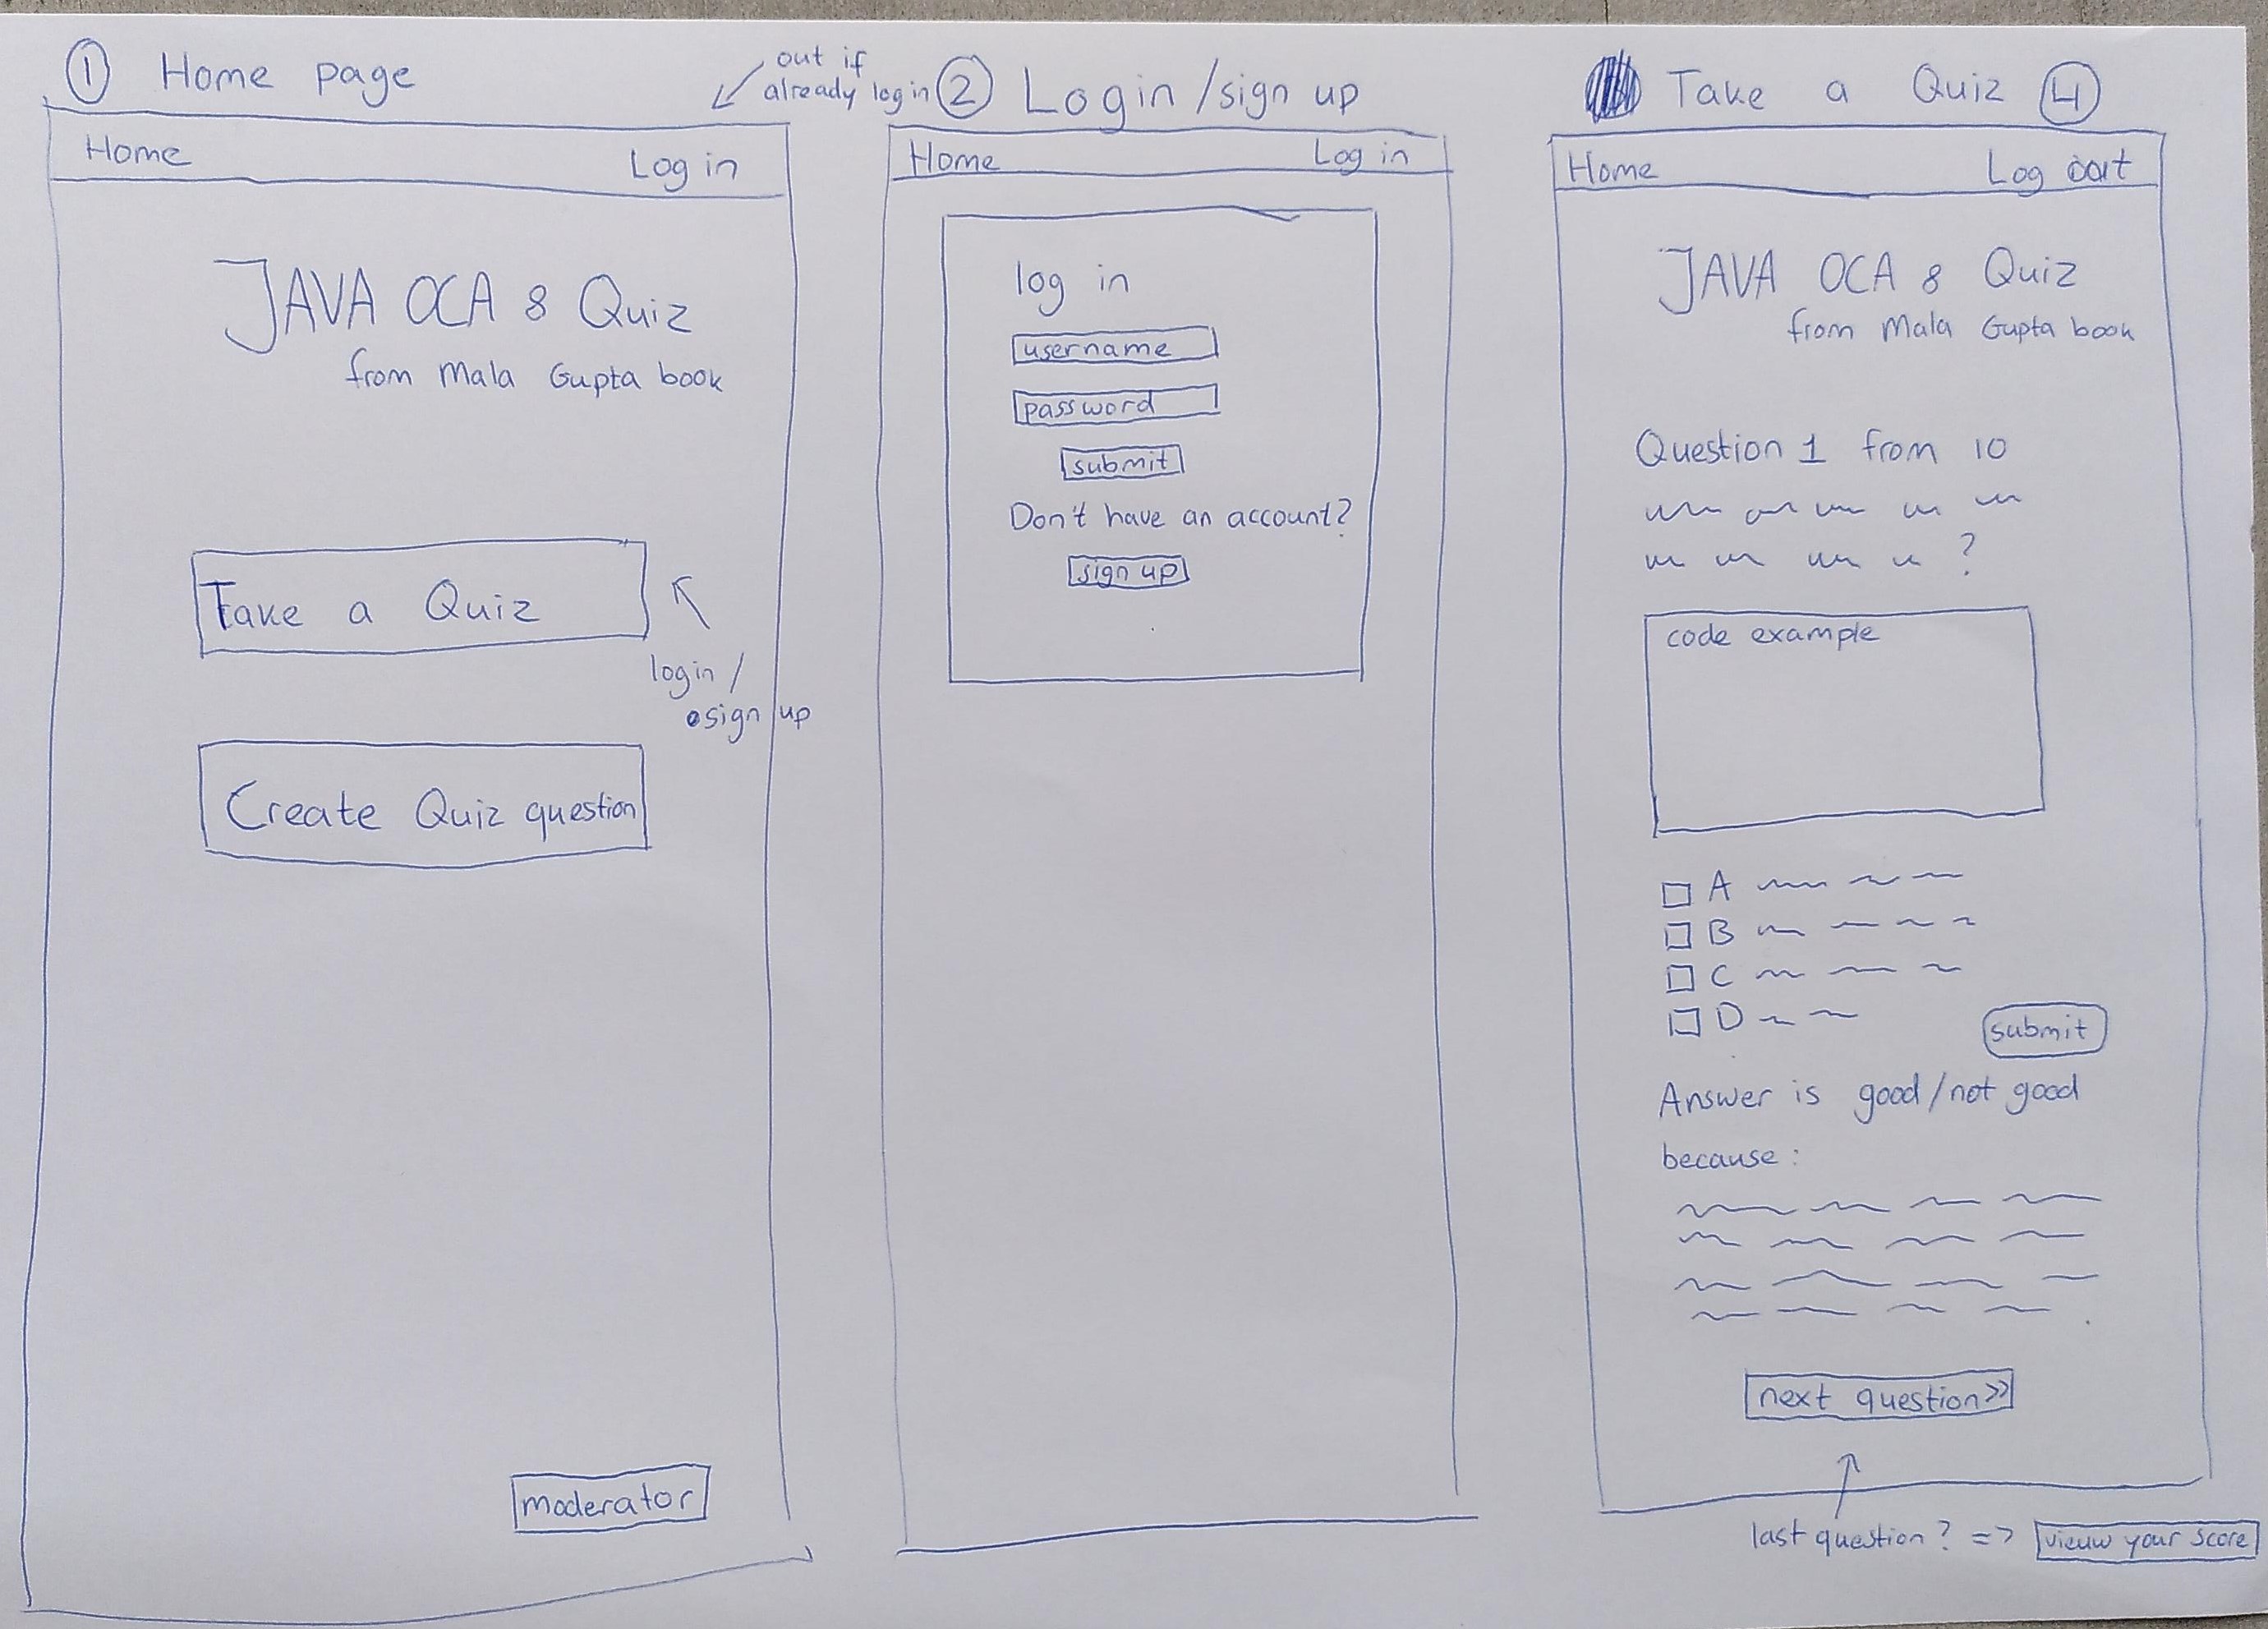 ① Home page
out if
already log in
Home Log in
JAVA OCA 8 Quiz
from Mala Gupta book
Take a Quiz
login /
sign up
Create Quiz question
moderator
② Login /sign up
Home Log in
log in
username
password
submit
Don't have an account?
sign up
Take a Quiz ④
Home Log out
JAVA OCA 8 Quiz
from Mala Gupta book
Question 1 from 10
?
code example
A
B
C
D
submit
Answer is good/not good
because:
next question >>
last question? => vieuw your score